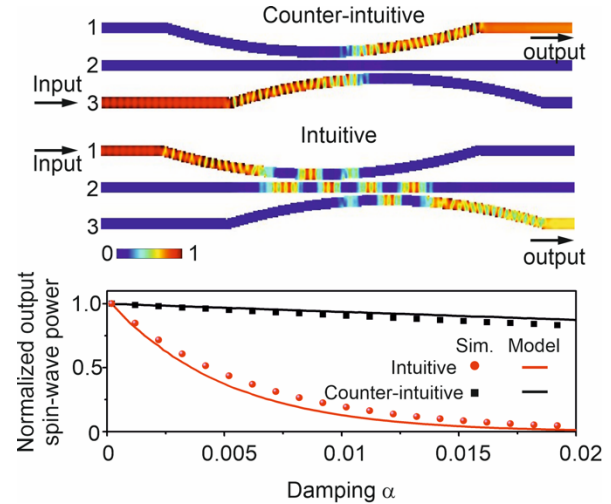 Counter-intuitive
1
output
2
Input
3
Intuitive
Input
1
2
3
0 1
output
Normalized output
spin-wave power
1.0
0.5
0
Sim. Model
Intuitive
Counter-intuitive
0 0.005 0.01 0.015 0.02
Damping α